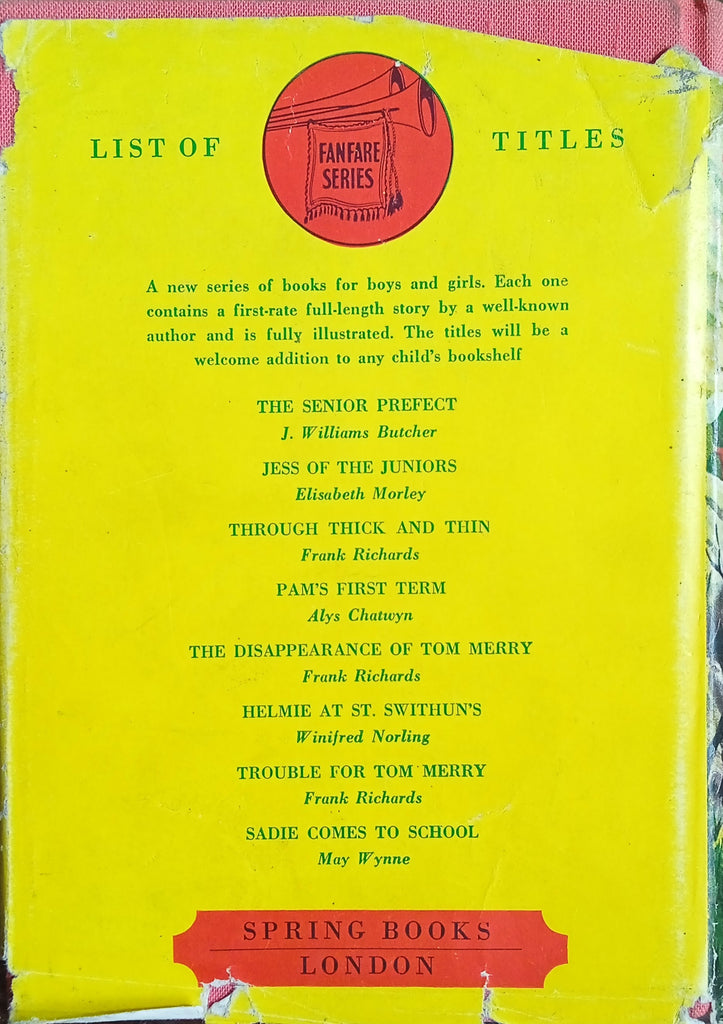 LIST OF
FANFARE
SERIES
TITLES
A new series of books for boys and girls. Each one
contains a first-rate full-length story by a well-known
author and is fully illustrated. The titles will be a
welcome addition to any child's bookshelf
THE SENIOR PREFECT
J. Williams Butcher
JESS OF THE JUNIORS
Elisabeth Morley
THROUGH THICK AND THIN
Frank Richards
PAM'S FIRST TERM
Alys Chatwyn
THE DISAPPEARANCE OF TOM MERRY
Frank Richards
HELMIE AT ST. SWITHUN'S
Winifred Norling
TROUBLE FOR TOM MERRY
Frank Richards
SADIE COMES TO SCHOOL
May Wynne
SPRING BOOKS
LONDON